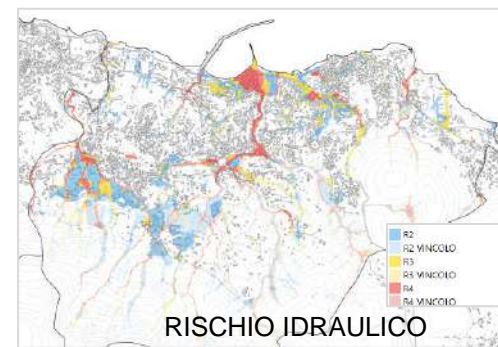 R2
R2 VINCOLO
R3
R3 VINCOLO
R4
R4 VINCOLO
RISCHIO IDRAULICO